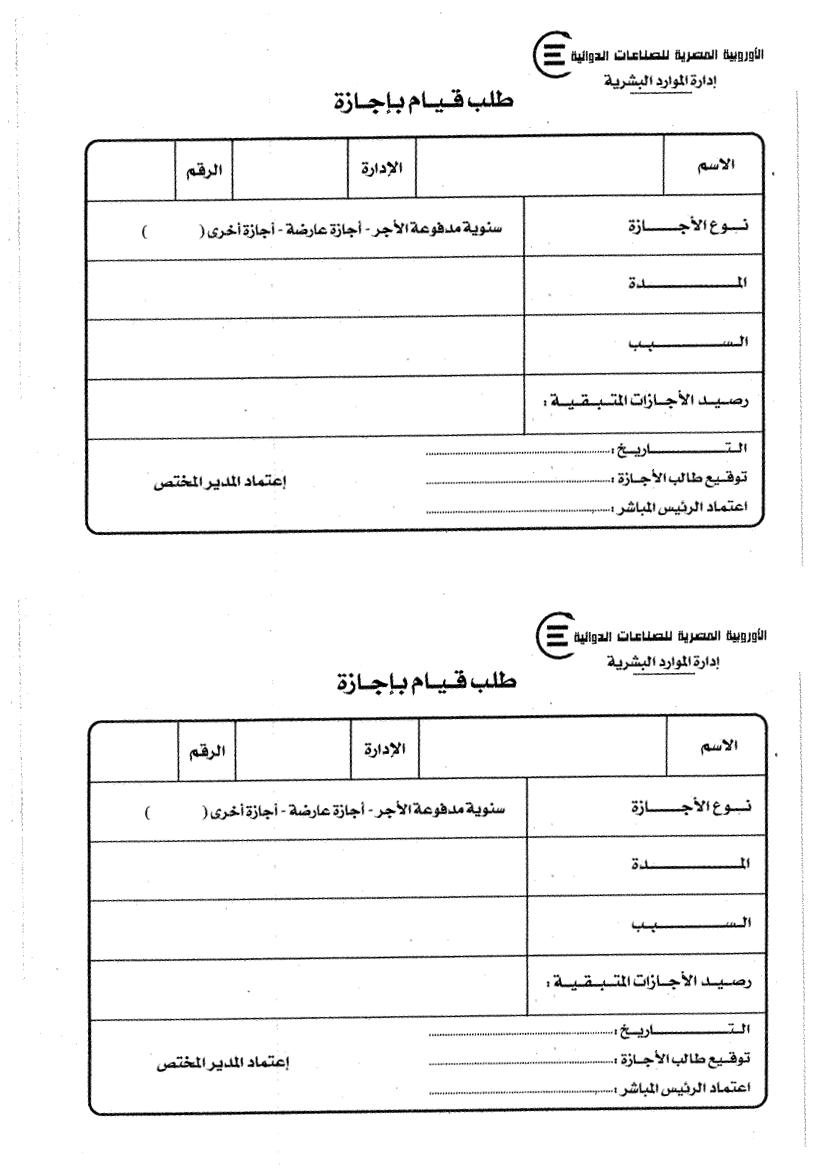 الأوروبية المصرية للصناعات الدوائية
إدارة الموارد البشرية
طلب قيام بإجازة
الاسم الإدارة الرقم
نوع الأجازة سنوية مدفوعة الأجر - أجازة عارضة - أجازة أخرى ( )
المدة
السبب
رصيد الأجازات المتبقية :
التاريخ :
توقيع طالب الأجازة : إعتماد المدير المختص
اعتماد الرئيس المباشر :
الأوروبية المصرية للصناعات الدوائية
إدارة الموارد البشرية
طلب قيام بإجازة
الاسم الإدارة الرقم
نوع الأجازة سنوية مدفوعة الأجر - أجازة عارضة - أجازة أخرى ( )
المدة
السبب
رصيد الأجازات المتبقية :
التاريخ :
توقيع طالب الأجازة : إعتماد المدير المختص
اعتماد الرئيس المباشر :